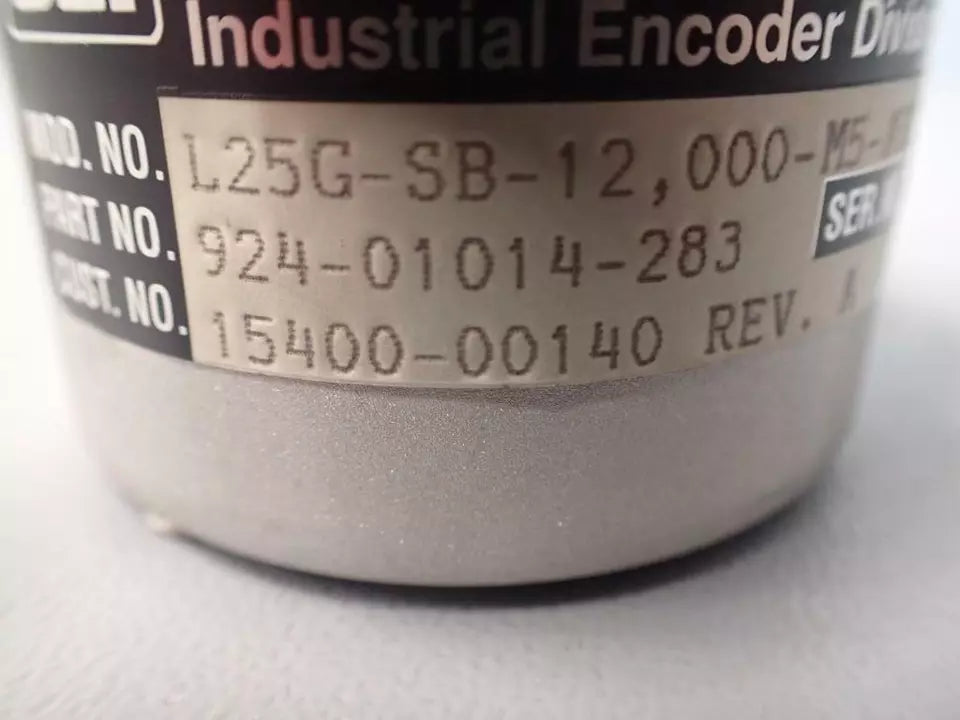 Industrial Encoder
MOD. NO. L25G-SB-12,000-M5-
PART NO. 924-01014-283
SER.
CUST. NO. 15400-00140 REV. A